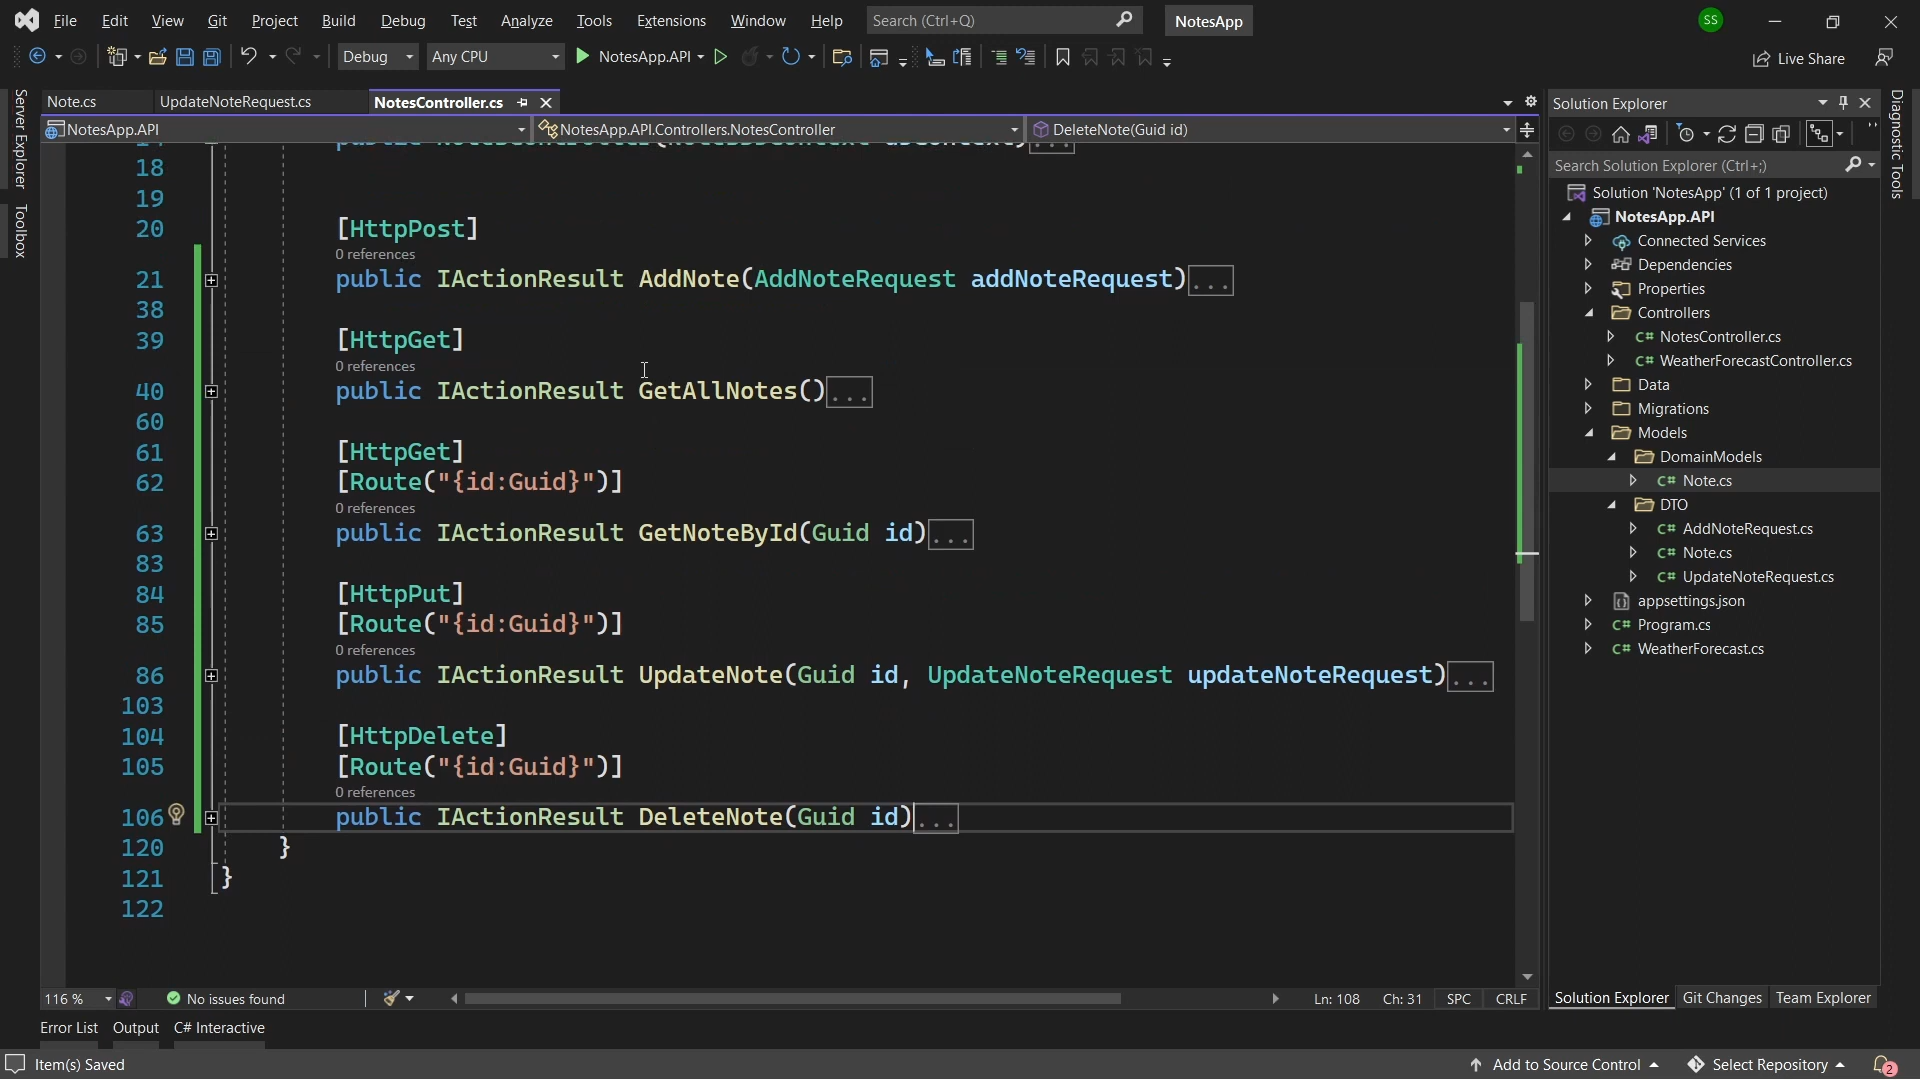 File Edit View Git Project Build Debug Test Analyze Tools Extensions Window Help Search (Ctrl+Q) NotesApp SS
Debug Any CPU NotesApp.API Live Share
Server Explorer
Toolbox
Note.cs UpdateNoteRequest.cs NotesController.cs
NotesApp.API NotesApp.API.Controllers.NotesController DeleteNote(Guid id)
18
19
20 [HttpPost]
0 references
21 public IActionResult AddNote(AddNoteRequest addNoteRequest)...
38
39 [HttpGet]
0 references
40 public IActionResult GetAllNotes()...
60
61 [HttpGet]
62 [Route("{id:Guid}")]
0 references
63 public IActionResult GetNoteById(Guid id)...
83
84 [HttpPut]
85 [Route("{id:Guid}")]
0 references
86 public IActionResult UpdateNote(Guid id, UpdateNoteRequest updateNoteRequest)...
103
104 [HttpDelete]
105 [Route("{id:Guid}")]
0 references
106 public IActionResult DeleteNote(Guid id)...
120 }
121 }
122
116 % No issues found Ln: 108 Ch: 31 SPC CRLF
Error List Output C# Interactive
Solution Explorer
Search Solution Explorer (Ctrl+;)
Solution 'NotesApp' (1 of 1 project)
NotesApp.API
Connected Services
Dependencies
Properties
Controllers
C# NotesController.cs
C# WeatherForecastController.cs
Data
Migrations
Models
DomainModels
C# Note.cs
DTO
C# AddNoteRequest.cs
C# Note.cs
C# UpdateNoteRequest.cs
appsettings.json
C# Program.cs
C# WeatherForecast.cs
Solution Explorer Git Changes Team Explorer
Diagnostic Tools
Item(s) Saved Add to Source Control Select Repository 2